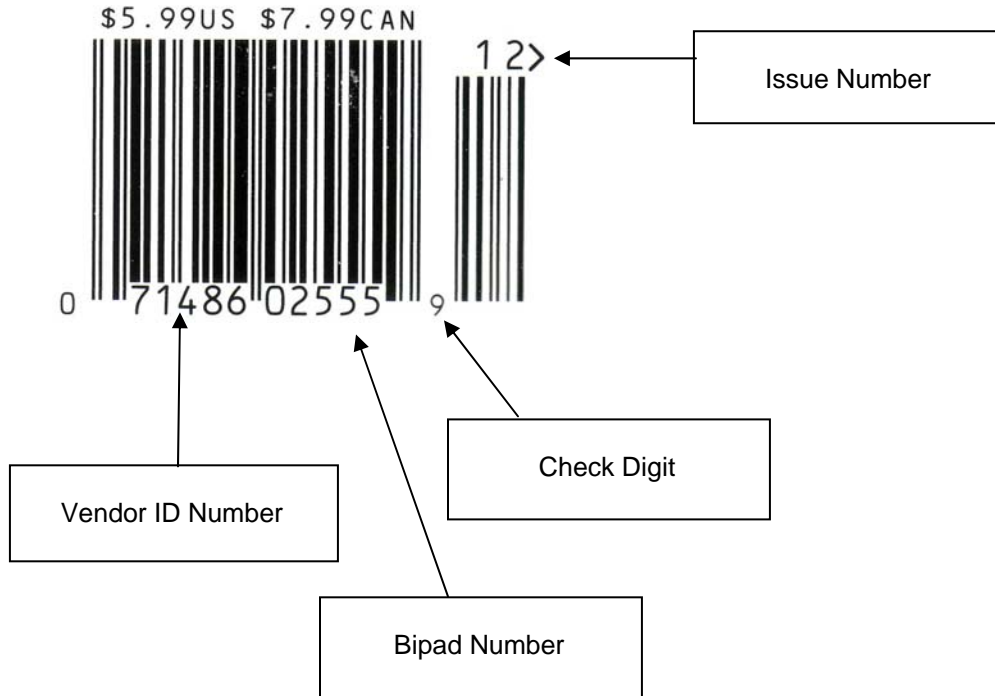 $5.99US $7.99CAN
12>
Issue Number
0 71486 02555 9
Check Digit
Vendor ID Number
Bipad Number